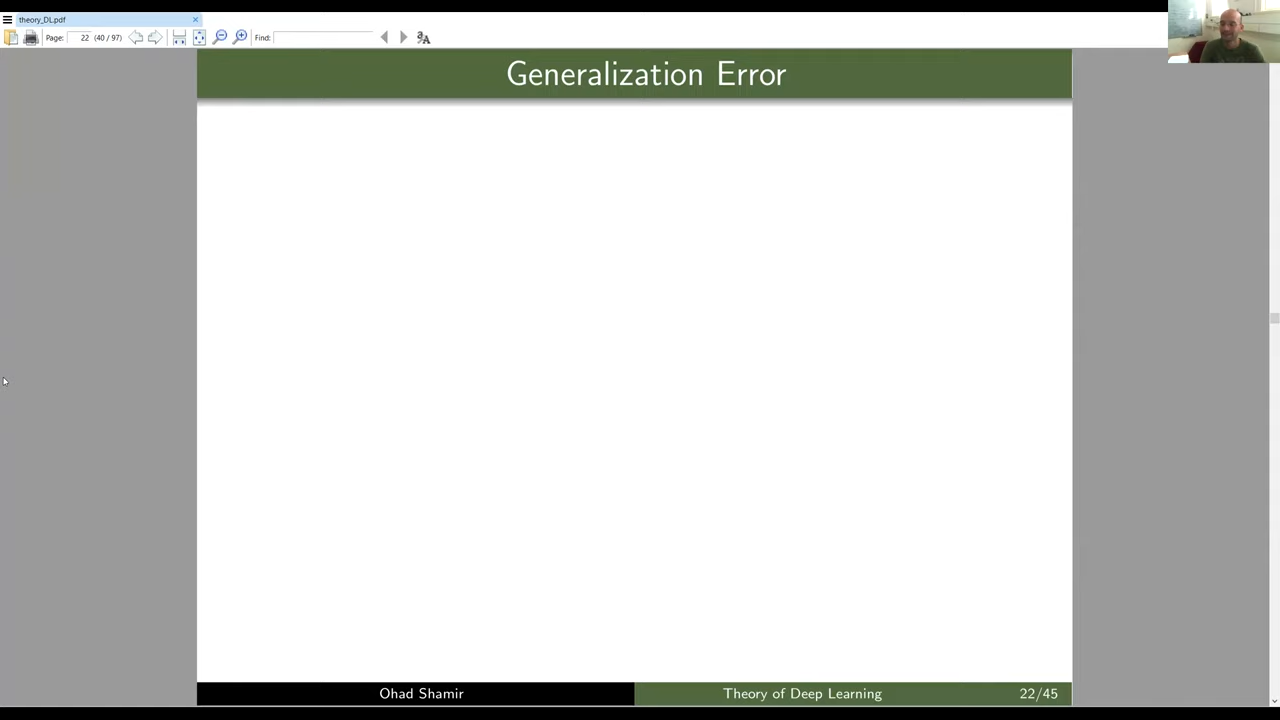 theory_DL.pdf
Page: 22 (40 / 97) Find:
Generalization Error
Ohad Shamir Theory of Deep Learning 22/45